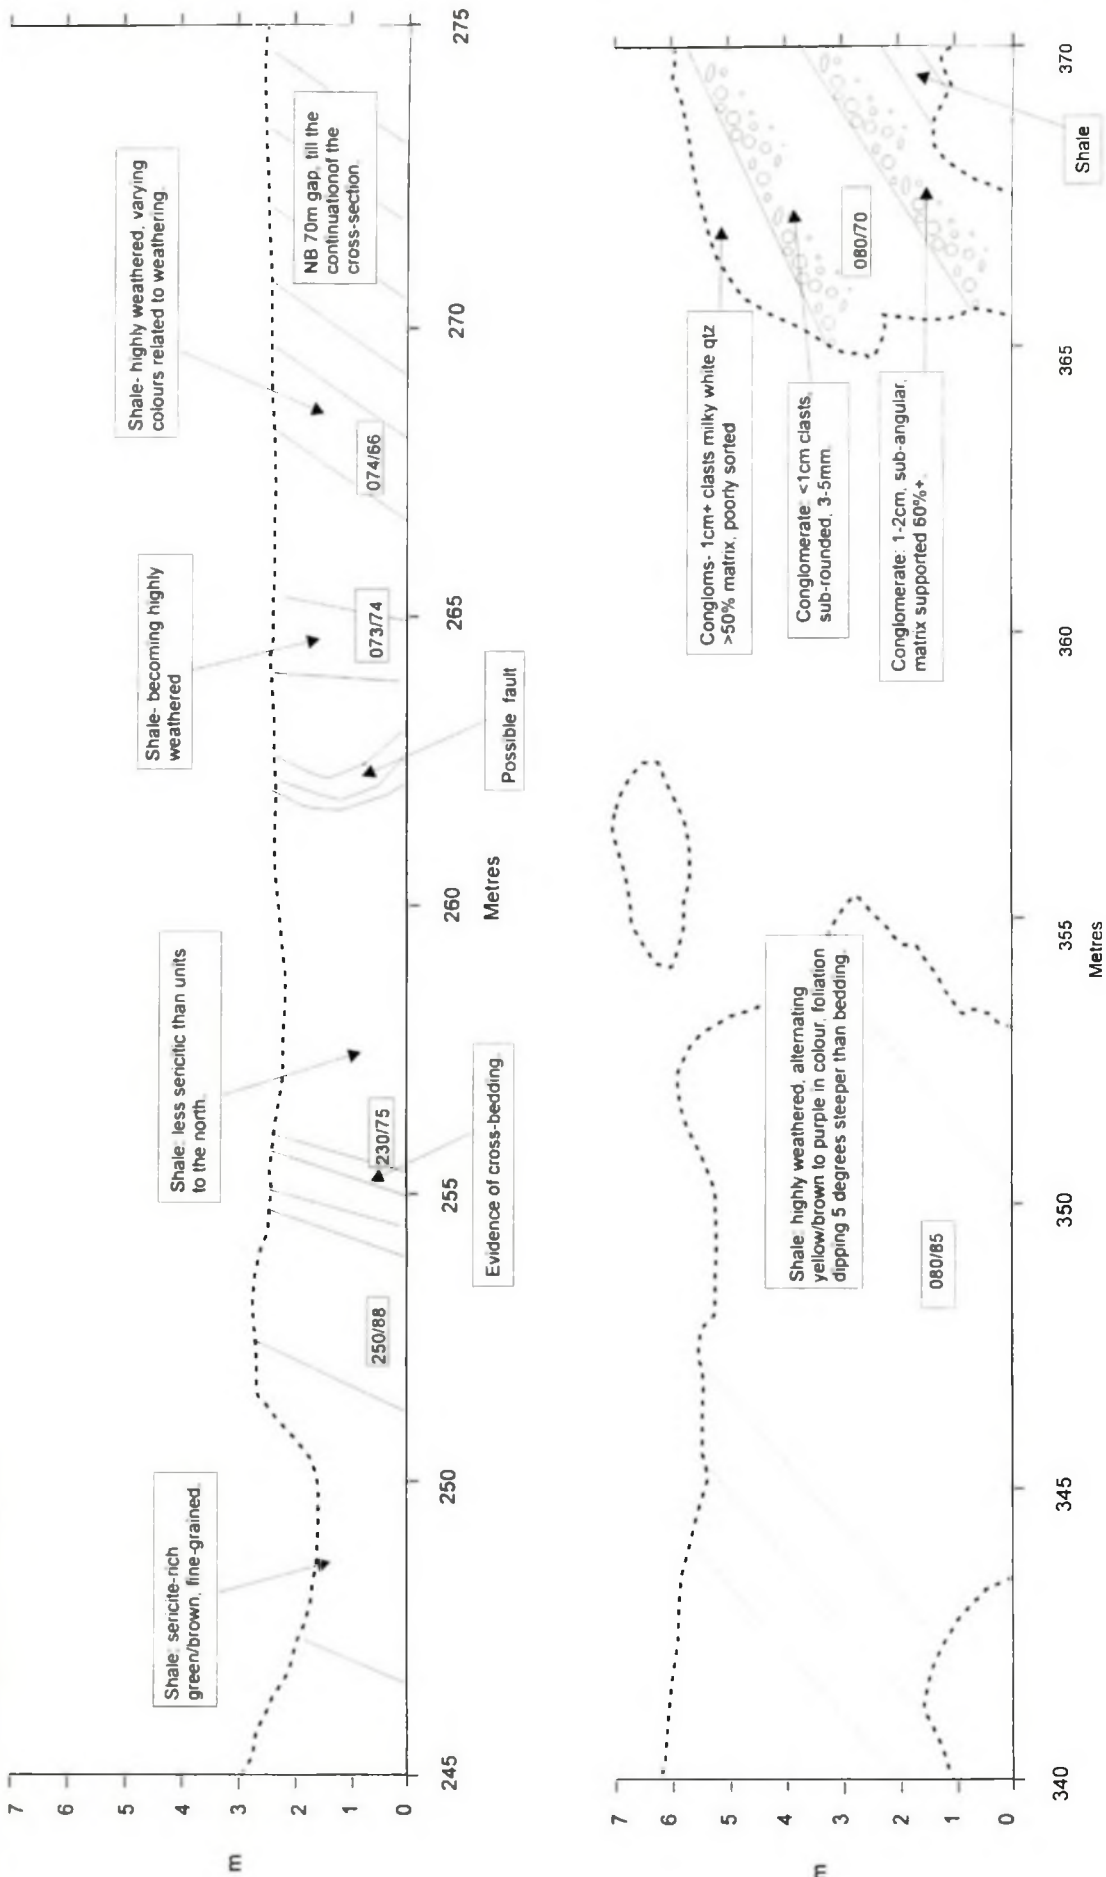 Shale: sericite-rich
green/brown, fine-grained.
Shale: less sericitic than units
to the north.
Shale- becoming highly
weathered
Shale- highly weathered, varying
colours related to weathering.
7
6
5
4
3
2
1
0
m
250/88
230/75
073/74
074/66
NB 70m gap, till the
continuationof the
cross-section.
245
250
255
260
265
270
275
Metres
Evidence of cross-bedding.
Possible fault
7
6
5
4
3
2
1
0
m
Shale: highly weathered, alternating
yellow/brown to purple in colour, foliation
dipping 5 degrees steeper than bedding.
080/85
Congloms- 1cm+ clasts milky white qtz
>50% matrix, poorly sorted
Conglomerate: <1cm clasts,
sub-rounded, 3-5mm.
Conglomerate: 1-2cm, sub-angular,
matrix supported 60%+.
080/70
Shale
340
345
350
355
360
365
370
Metres